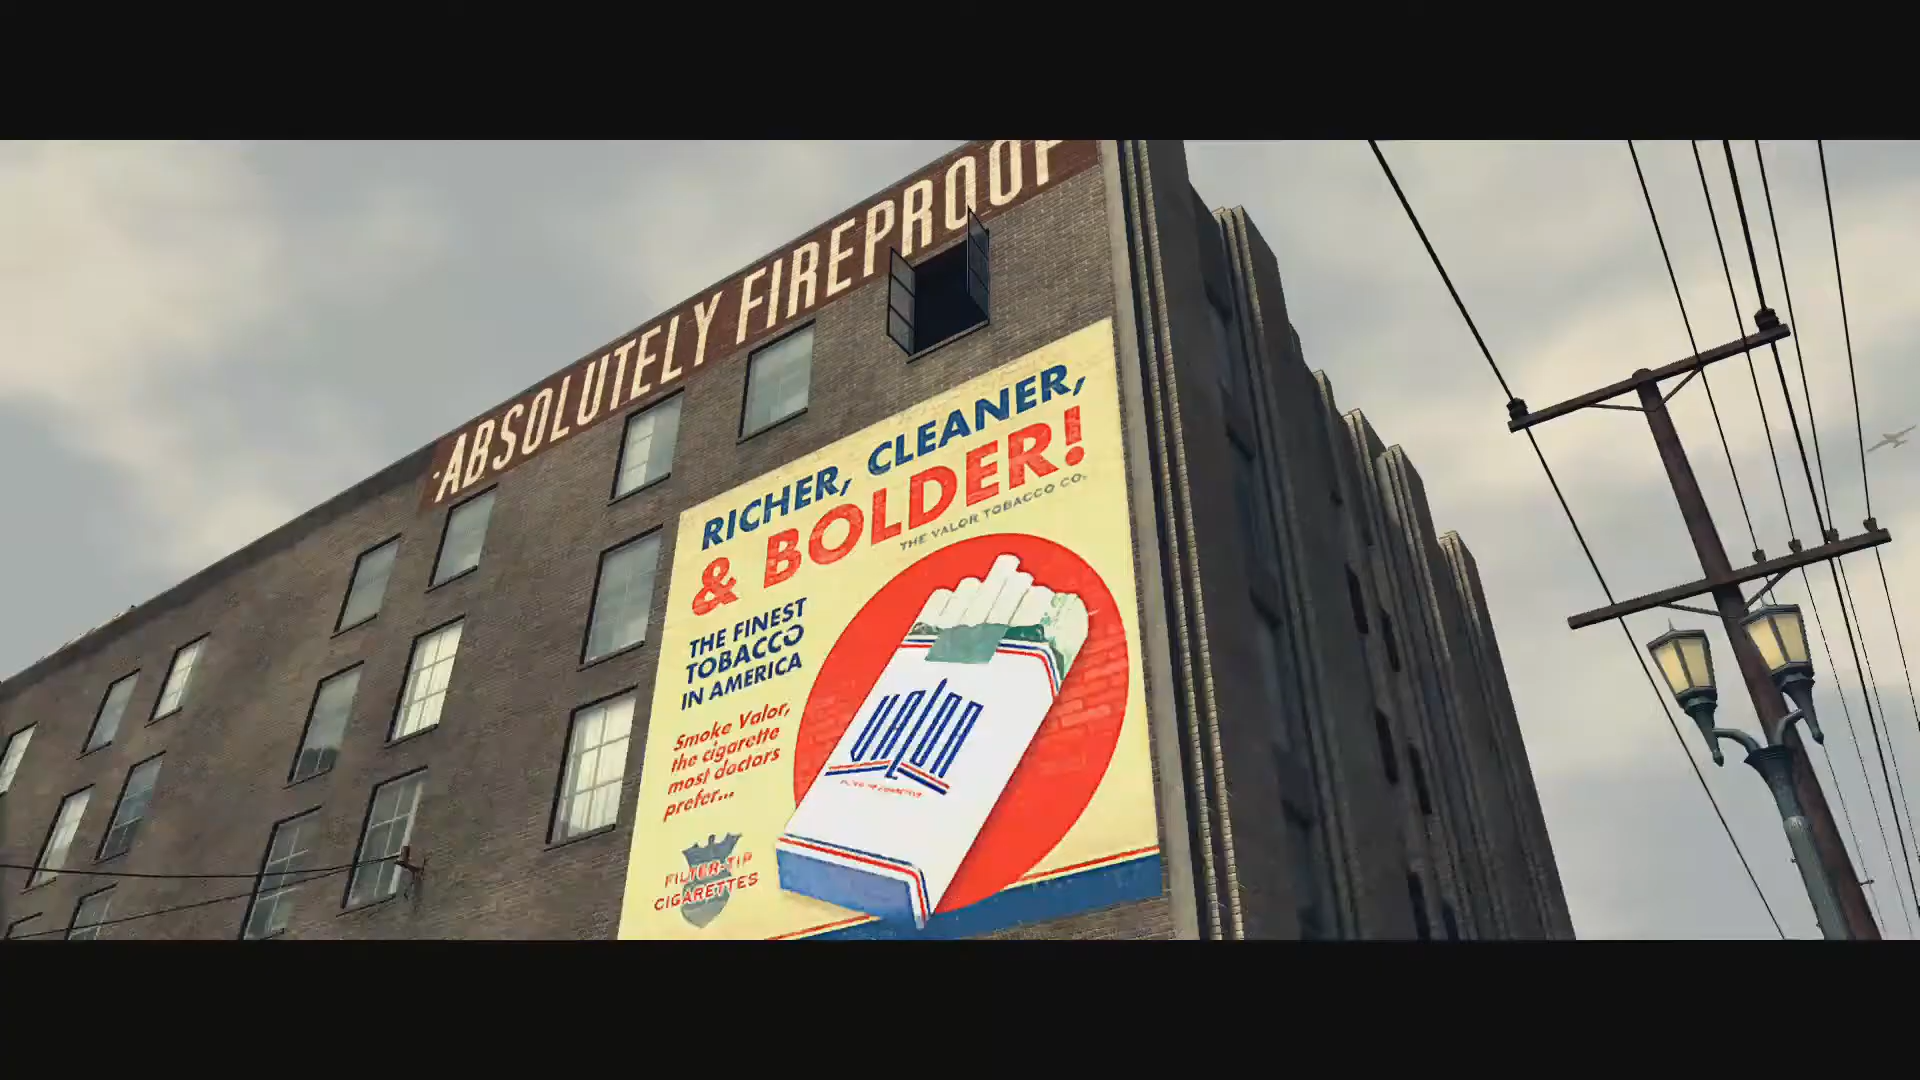 ·ABSOLUTELY FIREPROOF
RICHER, CLEANER,
& BOLDER!
THE VALOR TOBACCO CO.
THE FINEST
TOBACCO
IN AMERICA
Smoke Valor,
the cigarette
most doctors
prefer...
valor
FILTER-TIP
CIGARETTES